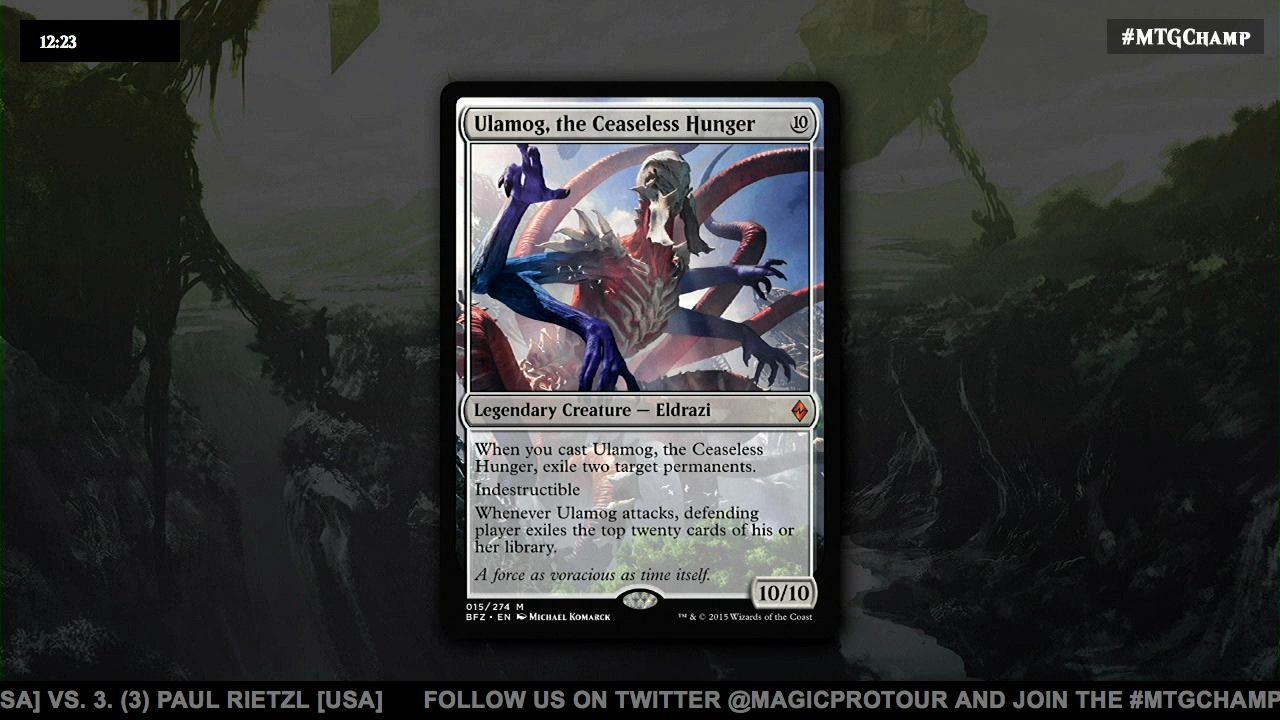 12:23
#MTGCHAMP
Ulamog, the Ceaseless Hunger 10
Legendary Creature — Eldrazi
When you cast Ulamog, the Ceaseless
Hunger, exile two target permanents.
Indestructible
Whenever Ulamog attacks, defending
player exiles the top twenty cards of his or
her library.
A force as voracious as time itself.
10/10
015/274 M
BFZ • EN Michael Komarck
™ & © 2015 Wizards of the Coast
SA] VS. 3. (3) PAUL RIETZL [USA] FOLLOW US ON TWITTER @MAGICPROTOUR AND JOIN THE #MTGCHAMP